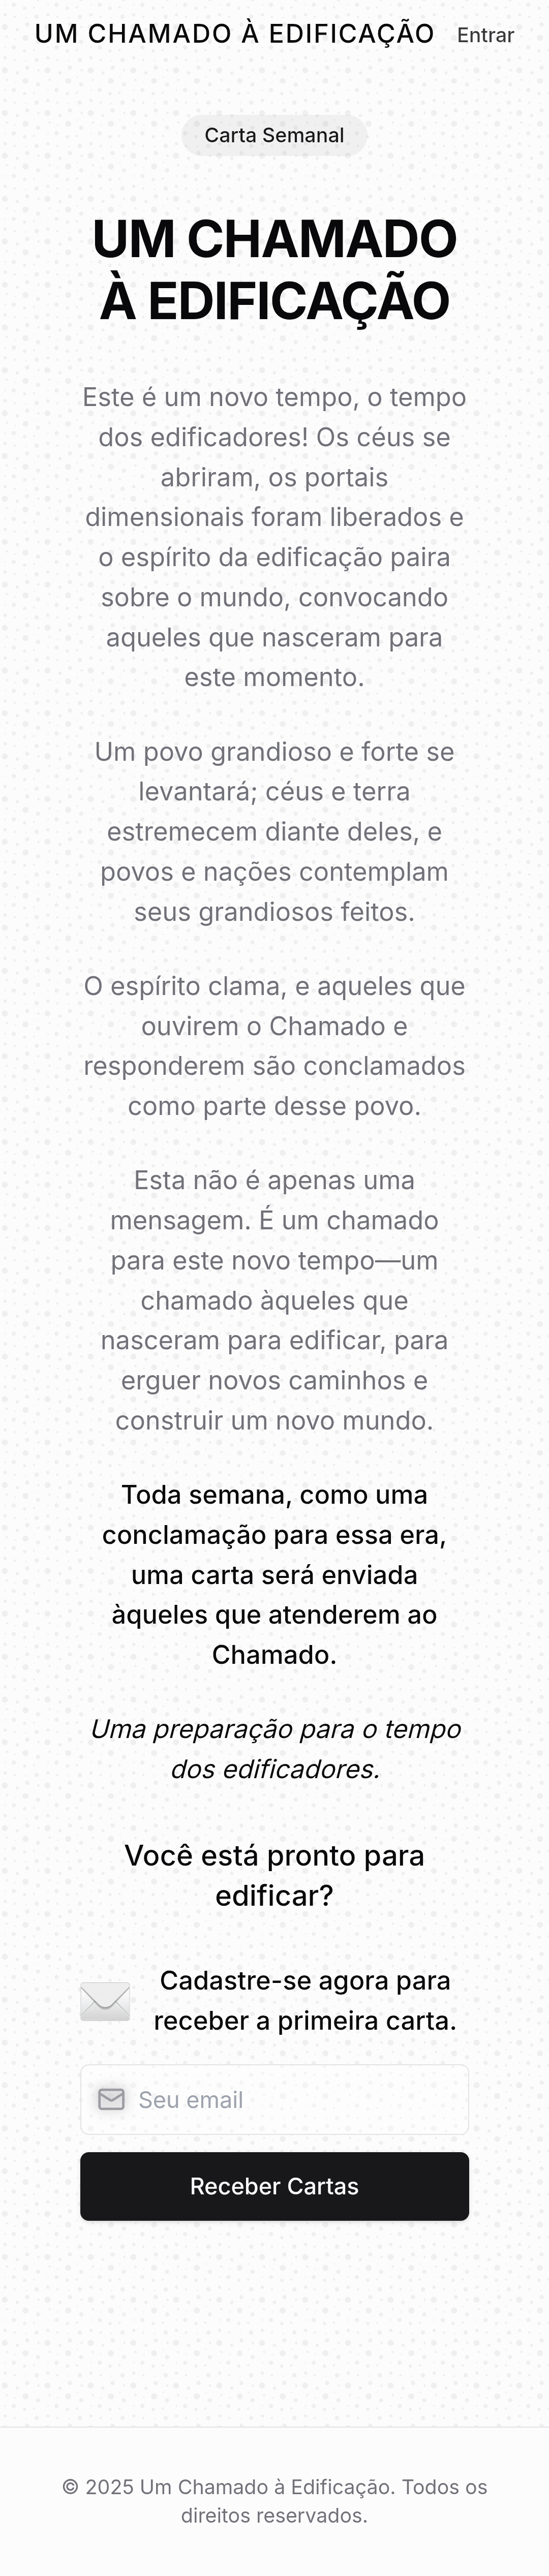 UM CHAMADO À EDIFICAÇÃO Entrar
Carta Semanal
UM CHAMADO
À EDIFICAÇÃO
Este é um novo tempo, o tempo
dos edificadores! Os céus se
abriram, os portais
dimensionais foram liberados e
o espírito da edificação paira
sobre o mundo, convocando
aqueles que nasceram para
este momento.
Um povo grandioso e forte se
levantará; céus e terra
estremecem diante deles, e
povos e nações contemplam
seus grandiosos feitos.
O espírito clama, e aqueles que
ouvirem o Chamado e
responderem são conclamados
como parte desse povo.
Esta não é apenas uma
mensagem. É um chamado
para este novo tempo—um
chamado àqueles que
nasceram para edificar, para
erguer novos caminhos e
construir um novo mundo.
Toda semana, como uma
conclamação para essa era,
uma carta será enviada
àqueles que atenderem ao
Chamado.
Uma preparação para o tempo
dos edificadores.
Você está pronto para
edificar?
Cadastre-se agora para
receber a primeira carta.
Seu email
Receber Cartas
© 2025 Um Chamado à Edificação. Todos os
direitos reservados.